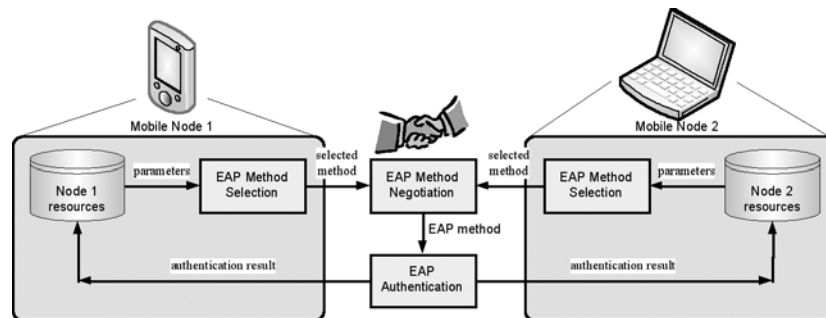 Mobile Node 1
Mobile Node 2
Node 1
resources
parameters
EAP Method
Selection
selected
method
EAP Method
Negotiation
selected
method
EAP Method
Selection
parameters
Node 2
resources
EAP method
authentication result
EAP
Authentication
authentication result